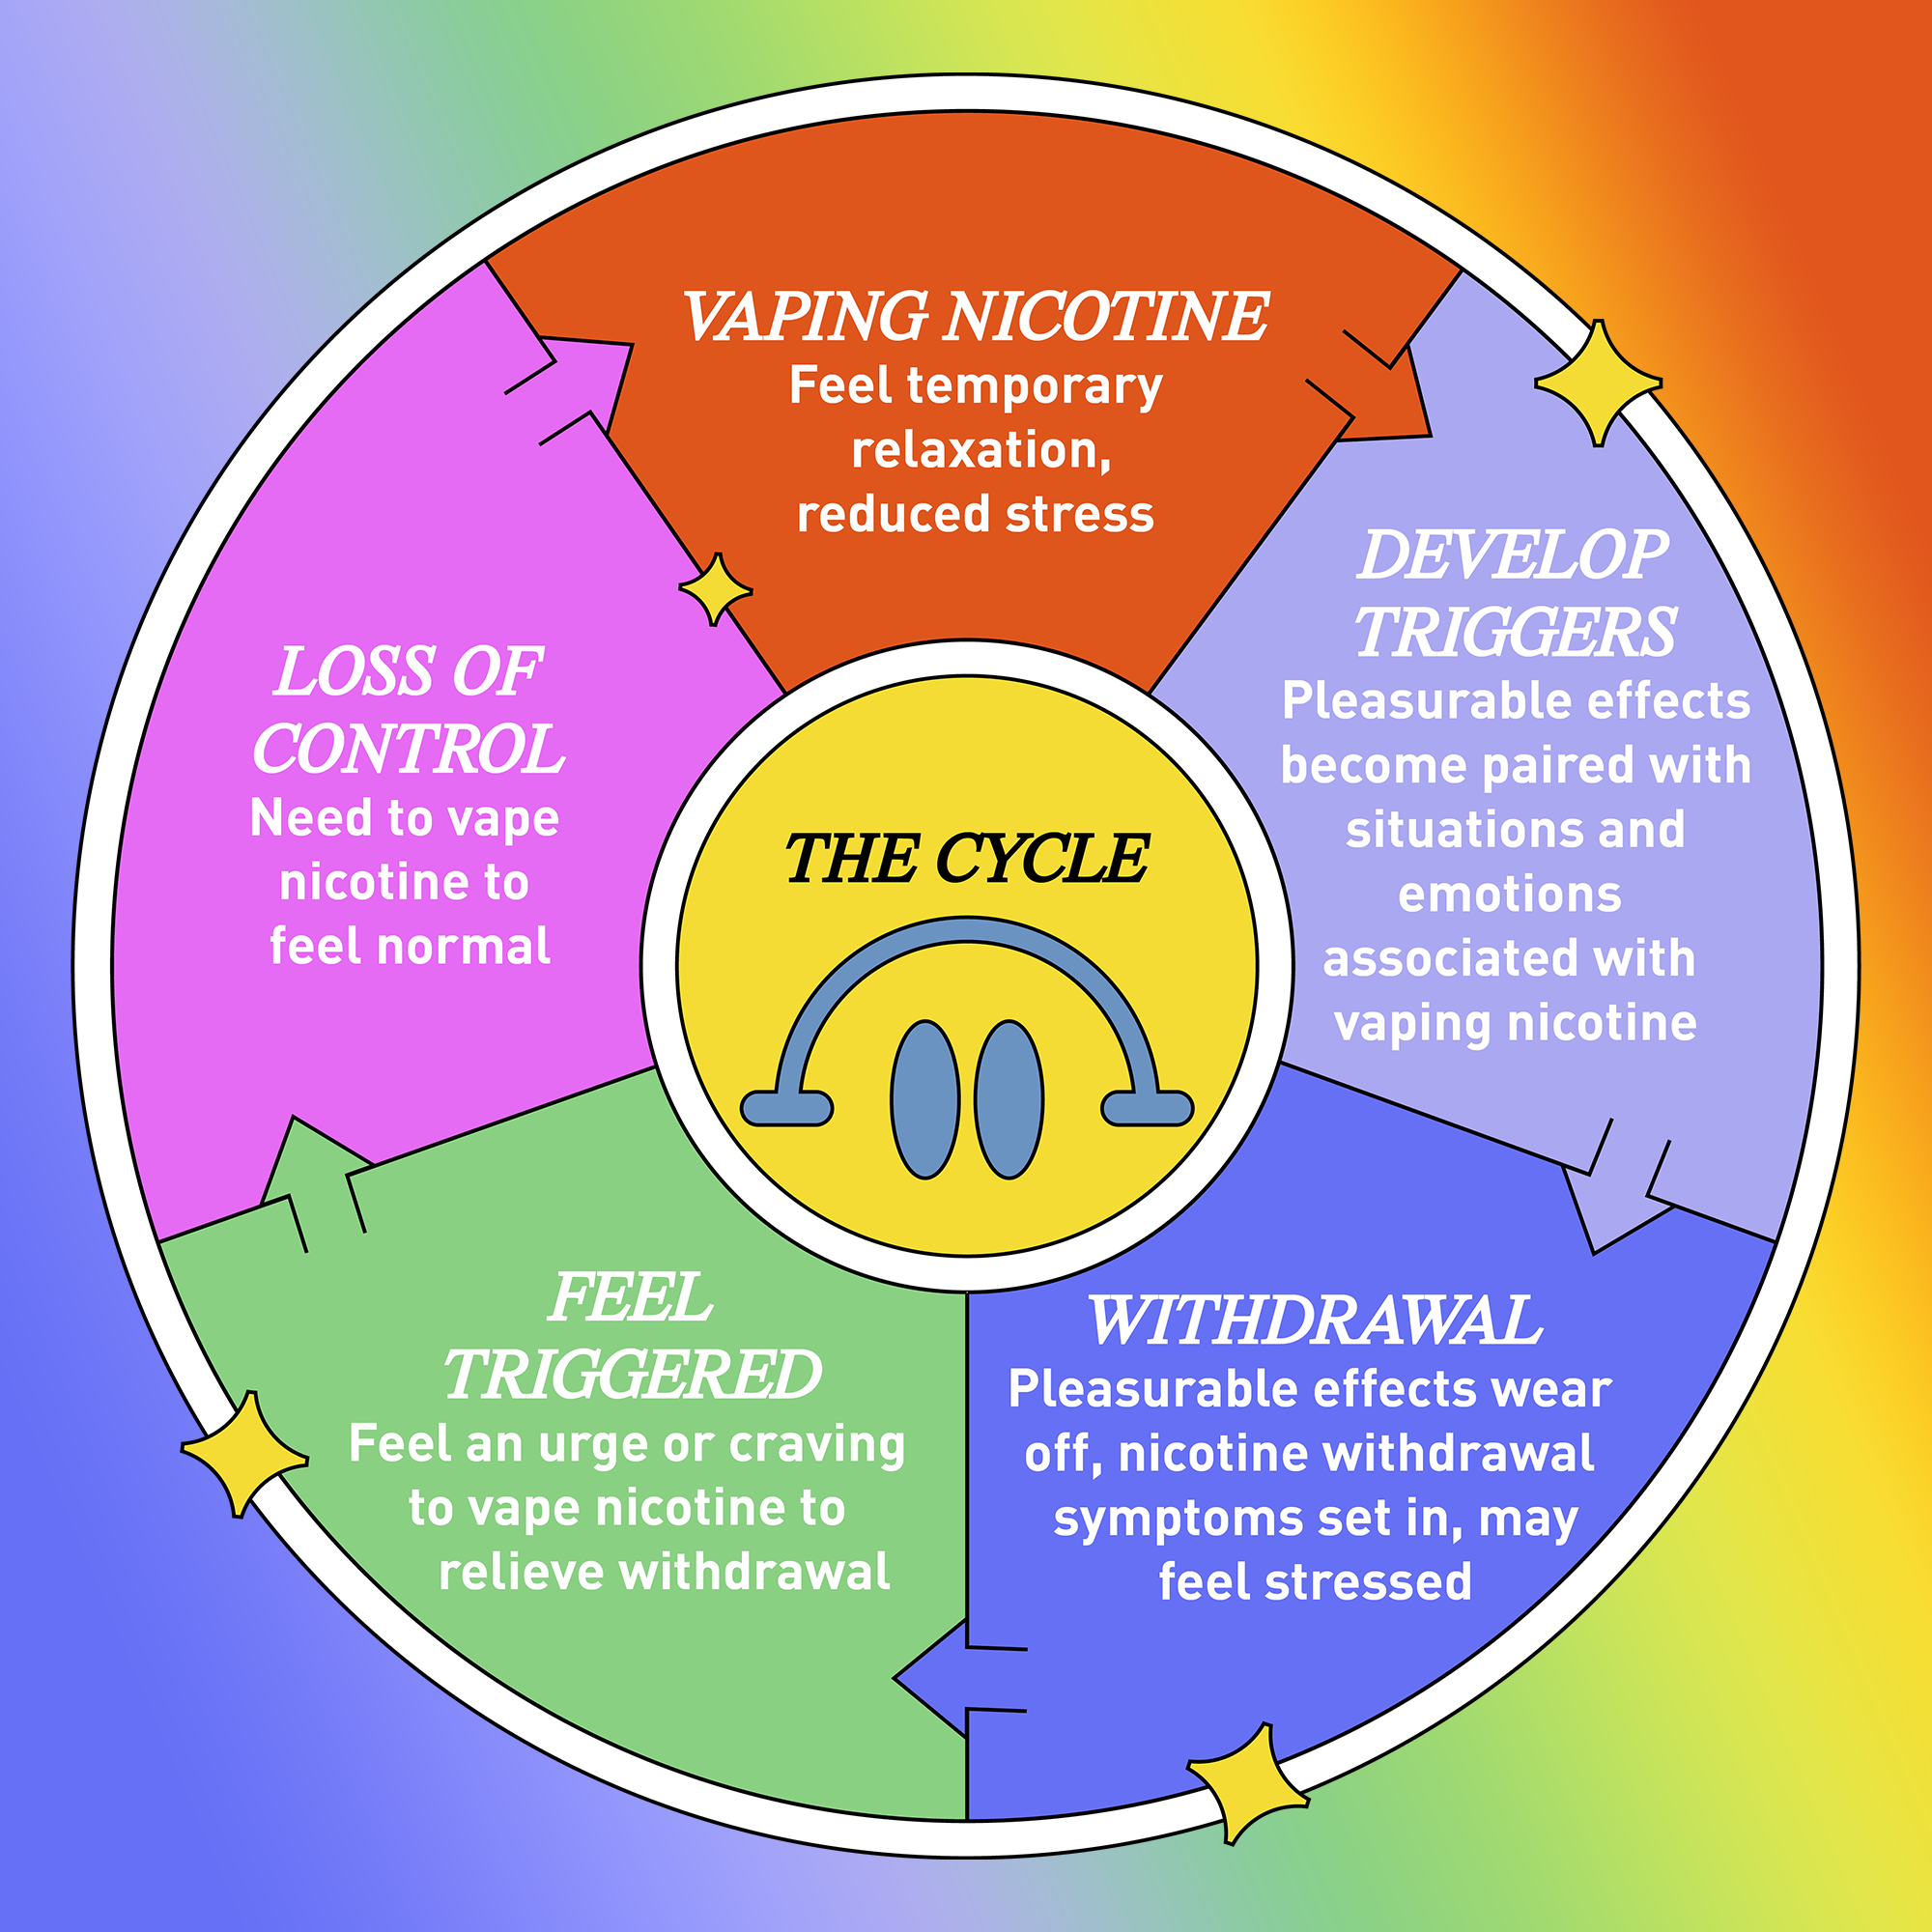 VAPING NICOTINE
Feel temporary
relaxation,
reduced stress
DEVELOP
TRIGGERS
Pleasurable effects
become paired with
situations and
emotions
associated with
vaping nicotine
WITHDRAWAL
Pleasurable effects wear
off, nicotine withdrawal
symptoms set in, may
feel stressed
FEEL
TRIGGERED
Feel an urge or craving
to vape nicotine to
relieve withdrawal
LOSS OF
CONTROL
Need to vape
nicotine to
feel normal
THE CYCLE